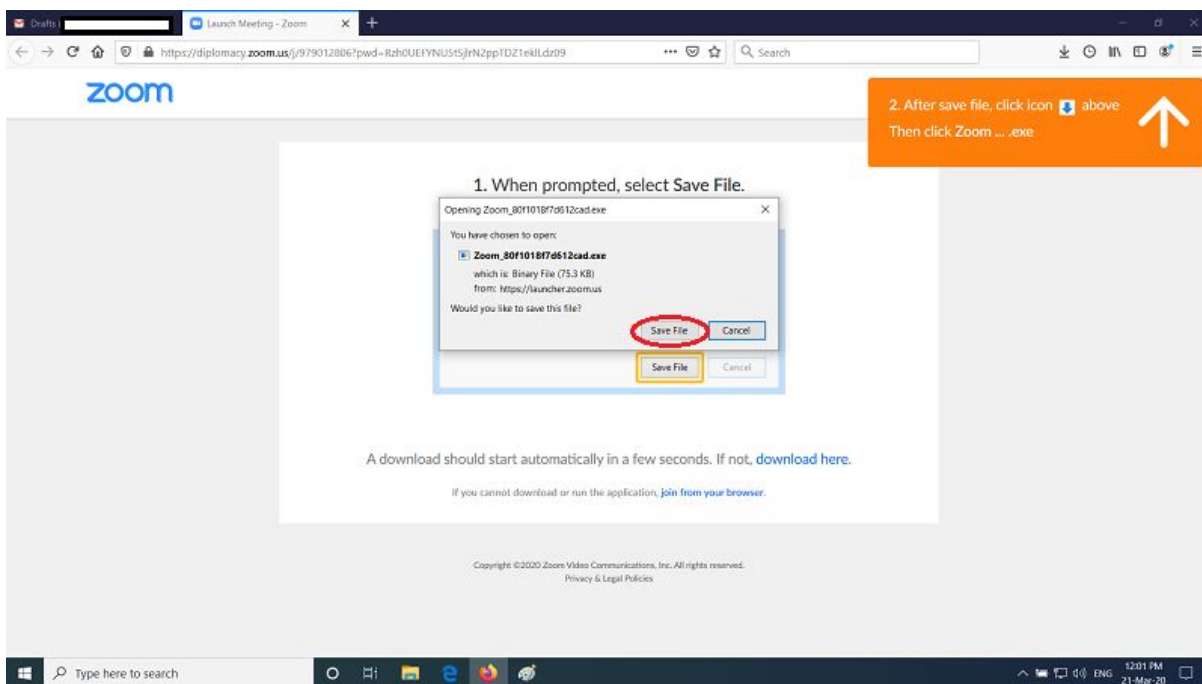 Drafts
Launch Meeting - Zoom
https://diplomacy.zoom.us/j/979012806?pwd=
Search
zoom
2. After save file, click icon above
Then click Zoom ... .exe
1. When prompted, select Save File.
Opening Zoom_80f1018f7d612cad.exe
You have chosen to open:
Zoom_80f1018f7d612cad.exe
which is: Binary File (75.3 KB)
from: https://launcher.zoom.us
Would you like to save this file?
Save File Cancel
Save File Cancel
A download should start automatically in a few seconds. If not, download here.
If you cannot download or run the application, join from your browser.
Copyright ©2020 Zoom Video Communications, Inc. All rights reserved.
Privacy & Legal Policies
Type here to search
ENG
12:01 PM
21-Mar-20